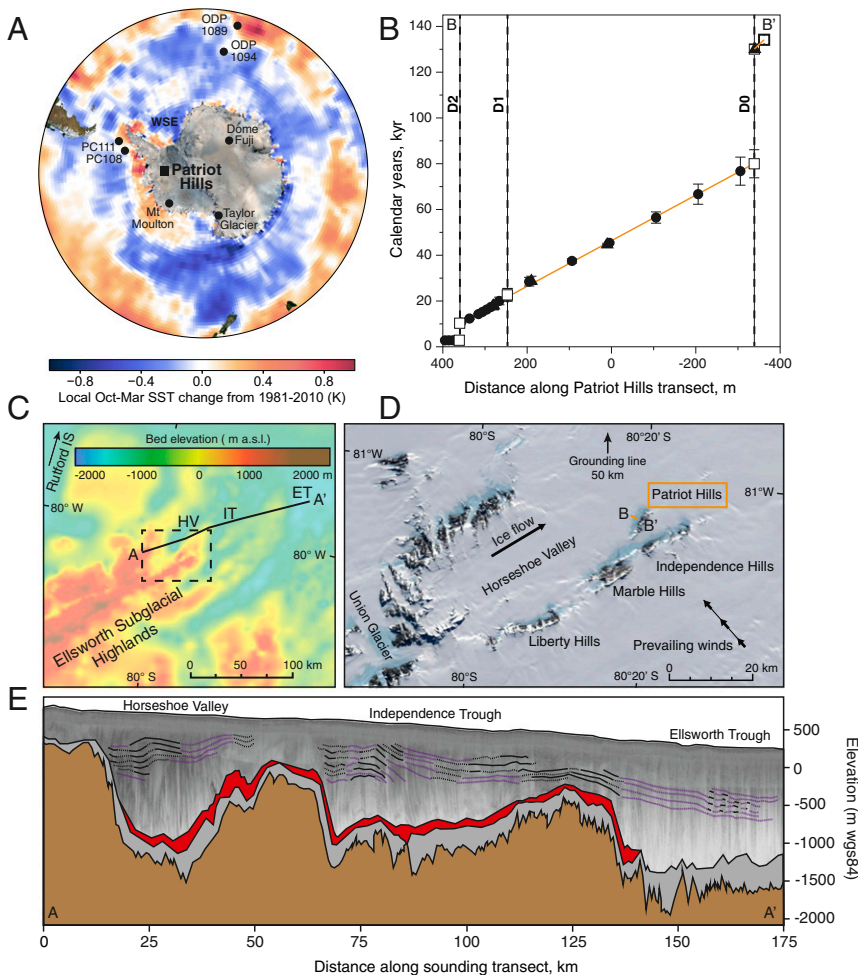 A
ODP
1089
ODP
1094
WSE
Dome
Fuji
PC111
PC108
Patriot
Hills
Mt
Moulton
Taylor
Glacier
−0.8 −0.4 0.0 0.4 0.8
Local Oct-Mar SST change from 1981-2010 (K)
B
B B'
D2
D1
D0
140
120
100
80
60
40
20
0
Calendar years, kyr
400 200 0 -200 -400
Distance along Patriot Hills transect, m
C
Rutford IS
Bed elevation ( m a.s.l.)
-2000 -1000 0 1000 2000 m
80° W
ET
A'
IT
HV
A
80° W
Ellsworth Subglacial
Highlands
80° S
0 50 100 km
D
80°S
80°20' S
81°W
Grounding line
50 km
81°W
Patriot Hills
B
B'
Ice flow
Horseshoe Valley
Independence Hills
Marble Hills
Union Glacier
Liberty Hills
Prevailing winds
80°S
80°20' S
0 20 km
E
Horseshoe Valley
Independence Trough
Ellsworth Trough
500
0
-500
-1000
-1500
-2000
Elevation (m wgs84)
A
A'
0 25 50 75 100 125 150 175
Distance along sounding transect, km